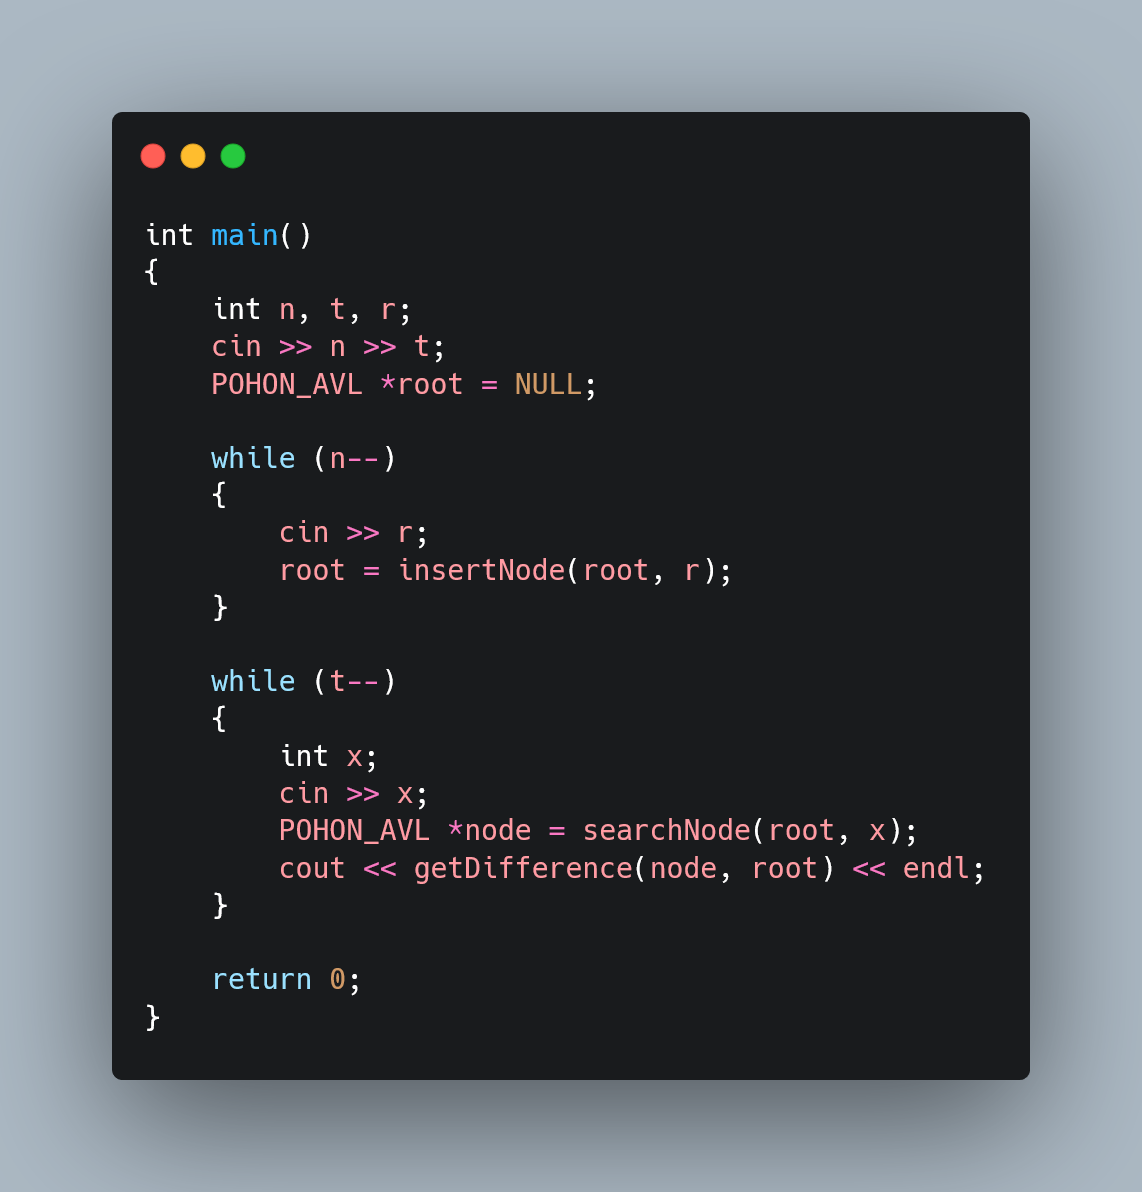 int main()
{
    int n, t, r;
    cin >> n >> t;
    POHON_AVL *root = NULL;

    while (n--)
    {
        cin >> r;
        root = insertNode(root, r);
    }

    while (t--)
    {
        int x;
        cin >> x;
        POHON_AVL *node = searchNode(root, x);
        cout << getDifference(node, root) << endl;
    }

    return 0;
}